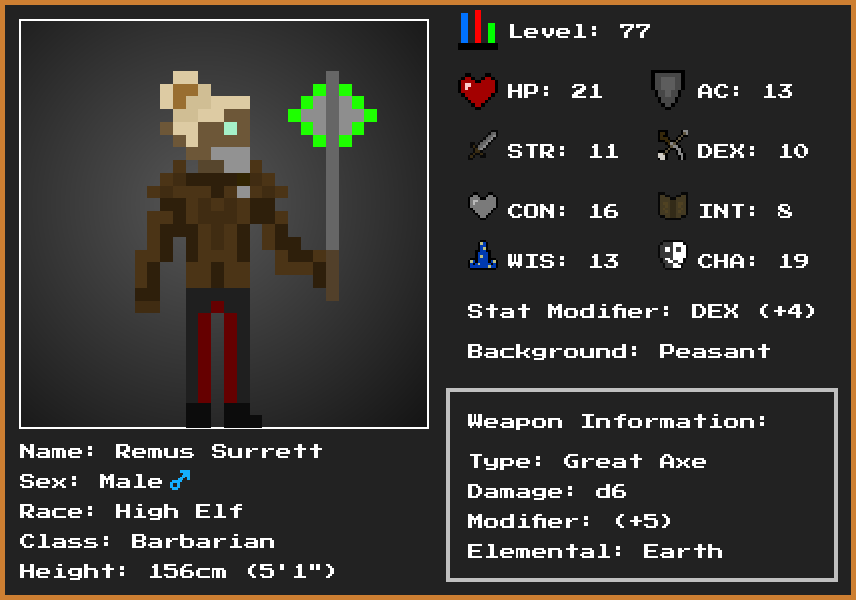 Level: 77
HP: 21
AC: 13
STR: 11
DEX: 10
CON: 16
INT: 8
WIS: 13
CHA: 19
Stat Modifier: DEX (+4)
Background: Peasant
Weapon Information:
Type: Great Axe
Damage: d6
Modifier: (+5)
Elemental: Earth
Name: Remus Surrett
Sex: Male ♂
Race: High Elf
Class: Barbarian
Height: 156cm (5'1")